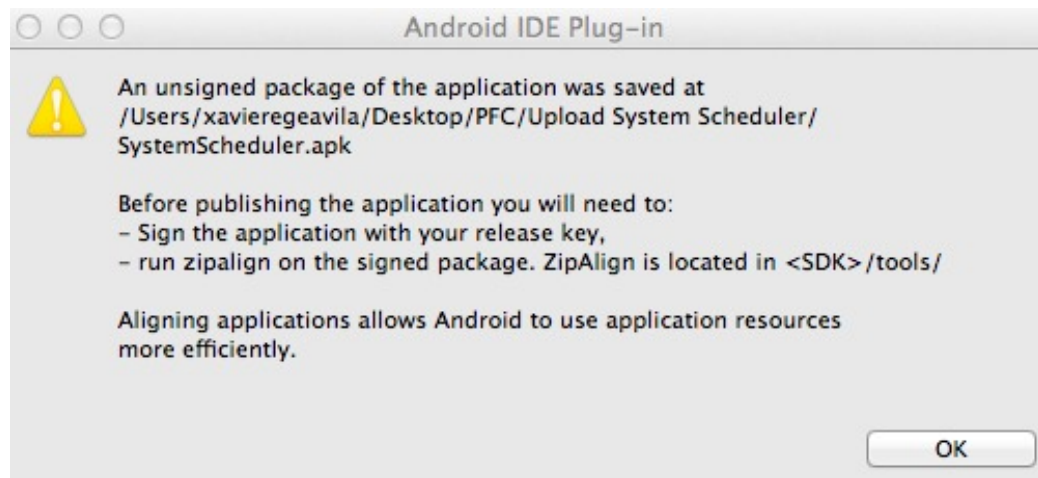 Android IDE Plug-in
An unsigned package of the application was saved at
/Users/xavieregeavila/Desktop/PFC/Upload System Scheduler/
SystemScheduler.apk
Before publishing the application you will need to:
– Sign the application with your release key,
– run zipalign on the signed package. ZipAlign is located in <SDK>/tools/
Aligning applications allows Android to use application resources
more efficiently.
OK